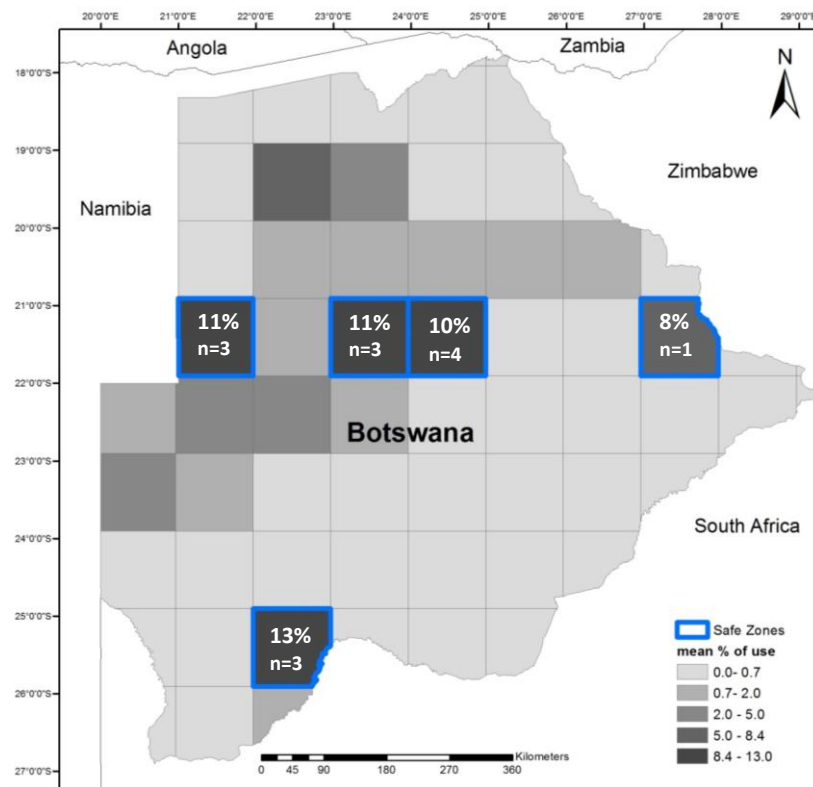 20°0'0"E 21°0'0"E 22°0'0"E 23°0'0"E 24°0'0"E 25°0'0"E 26°0'0"E 27°0'0"E 28°0'0"E
Angola
Zambia
N
18°0'0"S
19°0'0"S
Zimbabwe
Namibia
20°0'0"S
21°0'0"S
11%
n=3
11%
n=3
10%
n=4
8%
n=1
22°0'0"S
Botswana
23°0'0"S
South Africa
24°0'0"S
25°0'0"S
13%
n=3
26°0'0"S
27°0'0"S
Safe Zones
mean % of use
0.0- 0.7
0.7- 2.0
2.0 - 5.0
5.0 - 8.4
8.4 - 13.0
Kilometers
0 45 90 180 270 360